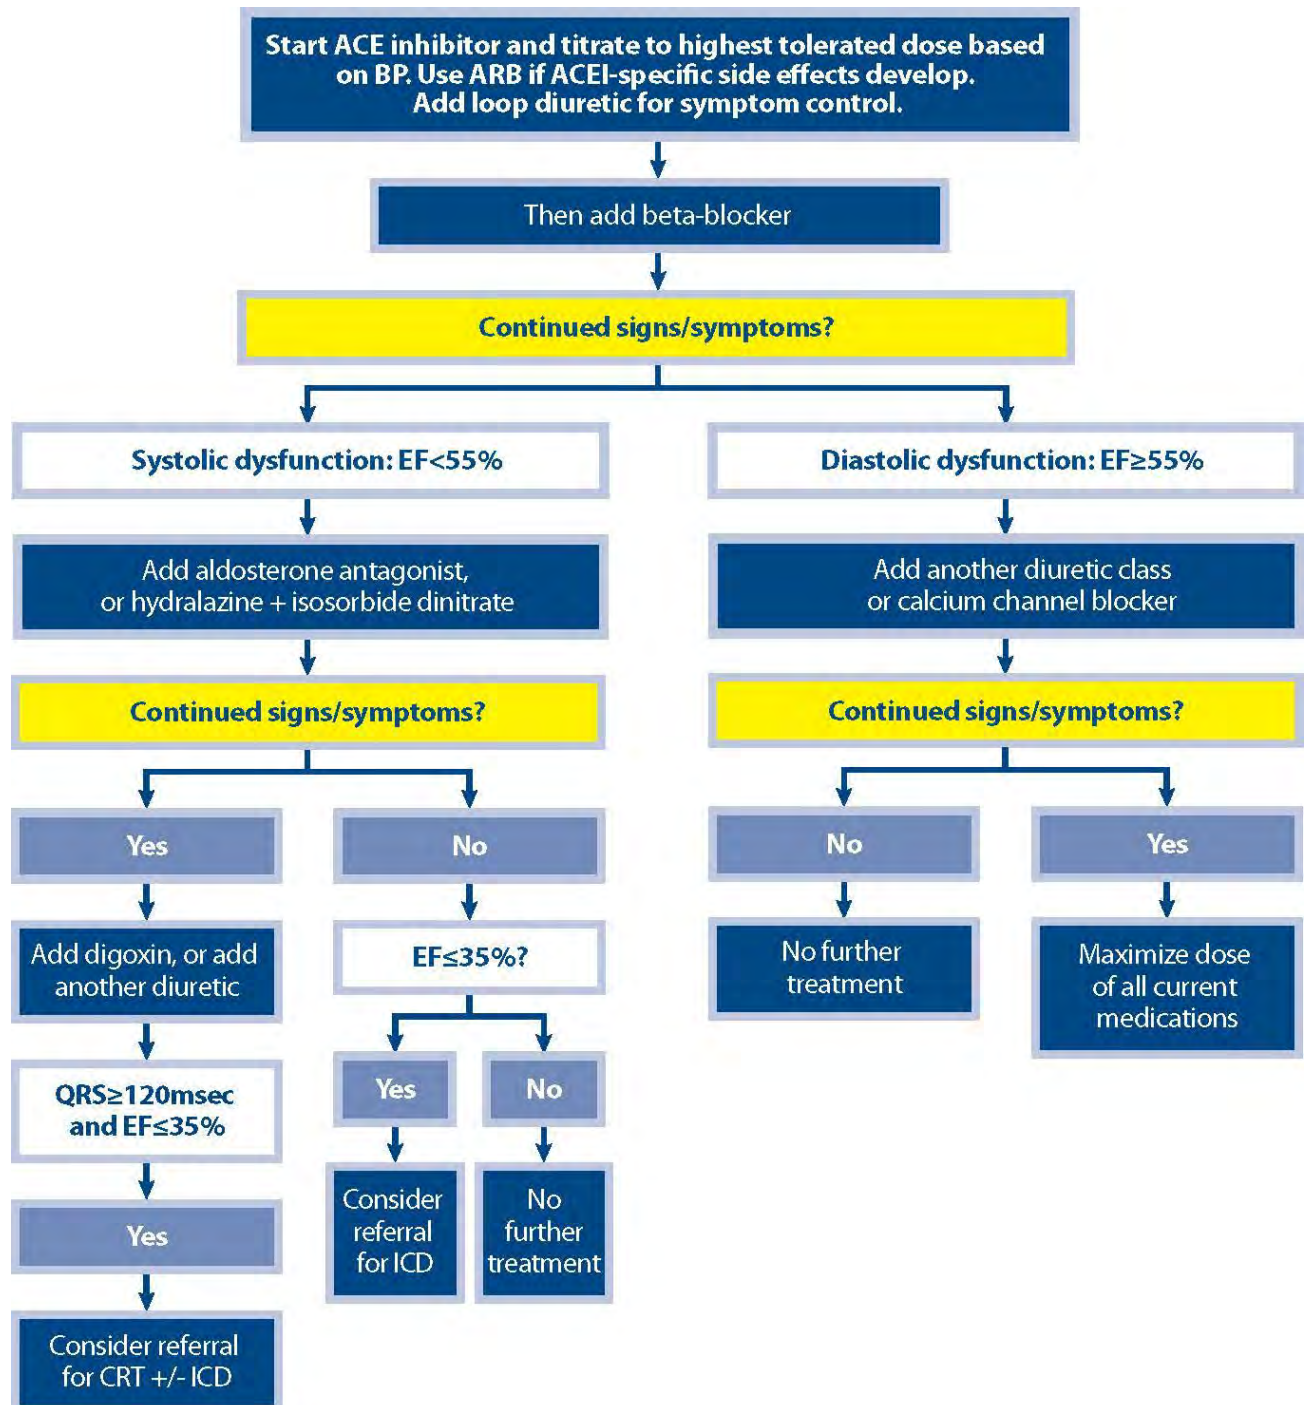 Start ACE inhibitor and titrate to highest tolerated dose based
on BP. Use ARB if ACEI-specific side effects develop.
Add loop diuretic for symptom control.
Then add beta-blocker
Continued signs/symptoms?
Systolic dysfunction: EF<55%
Diastolic dysfunction: EF≥55%
Add aldosterone antagonist,
or hydralazine + isosorbide dinitrate
Add another diuretic class
or calcium channel blocker
Continued signs/symptoms?
Continued signs/symptoms?
Yes
No
No
Yes
Add digoxin, or add
another diuretic
EF≤35%?
No further
treatment
Maximize dose
of all current
medications
QRS≥120msec
and EF≤35%
Yes
No
Yes
Consider
referral
for ICD
No
further
treatment
Consider referral
for CRT +/- ICD